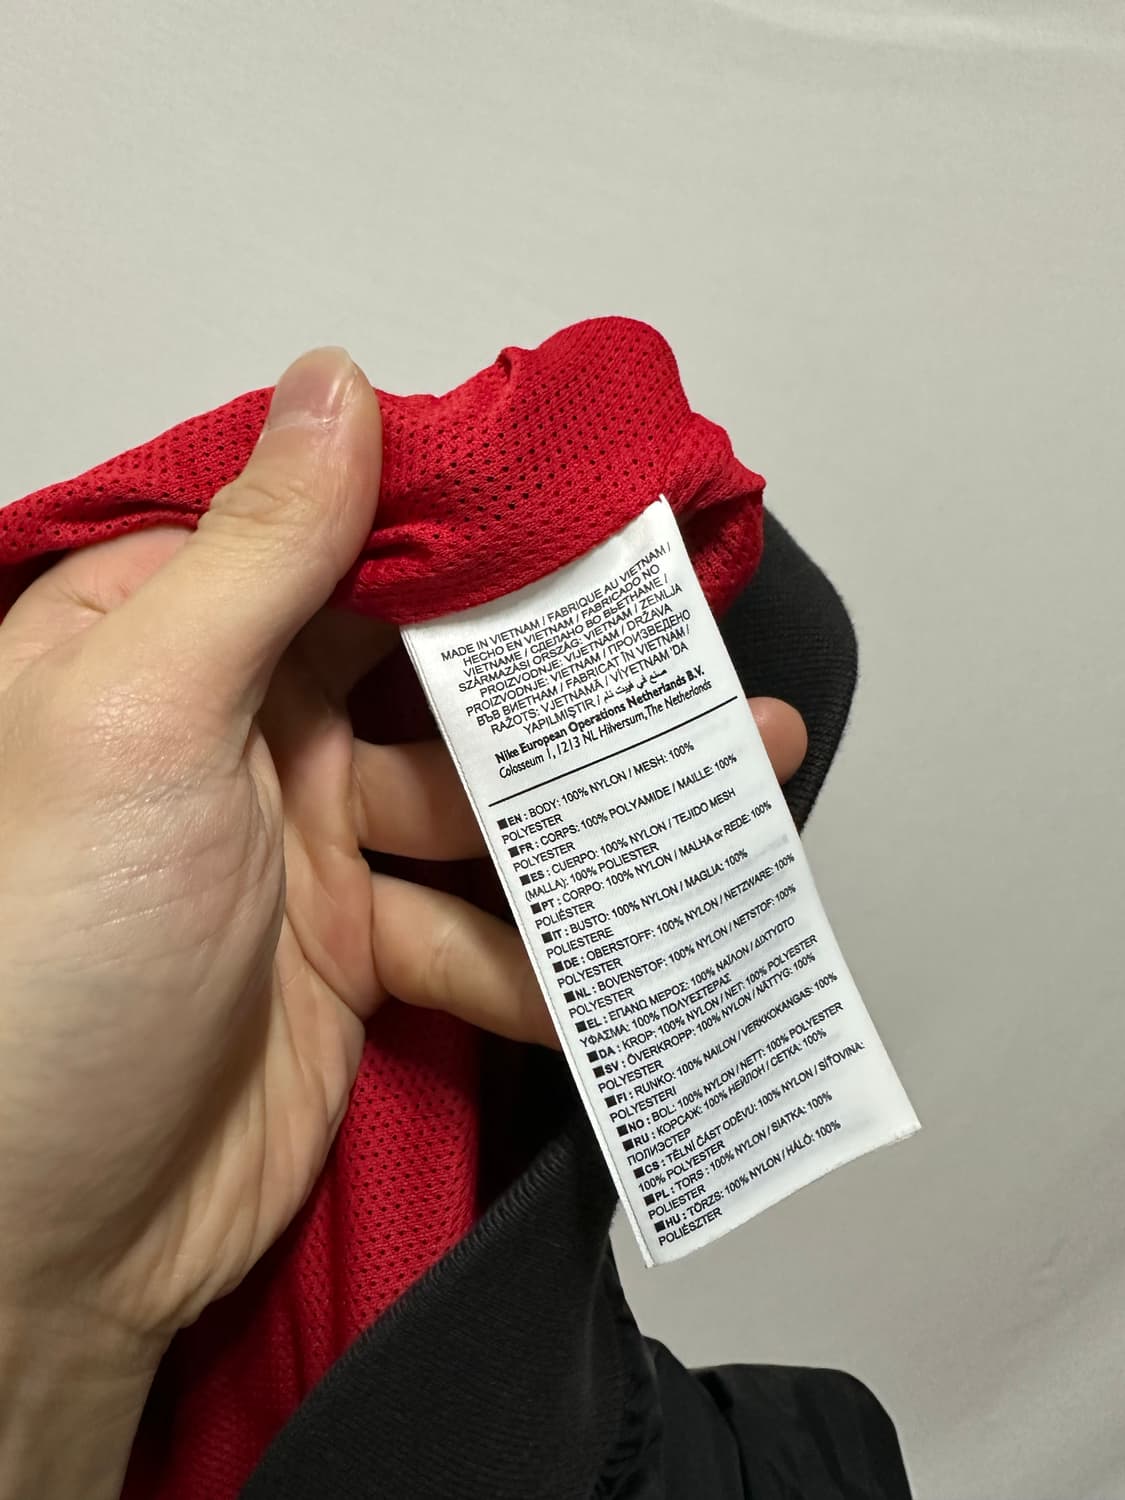 MADE IN VIETNAM / FABRIQUE AU VIETNAM /
HECHO EN VIETNAM / FABRICADO NO
VIETNAME / СДЕЛАНО ВО ВЬЕТНАМЕ /
SZÁRMAZÁSI ORSZÁG: VIETNAM / ZEMLJA
PROIZVODNJE: VIJETNAM / DRŽAVA
PROIZVODNJE: VIETNAM / ПРОИЗВЕДЕНО
ВЪВ ВИЕТНАМ / FABRICAT ÎN VIETNAM /
RAŽOTS: VJETNAMĀ / VİYETNAM 'DA
YAPILMIŞTIR / صنع في فييت نام
Nike European Operations Netherlands B.V.
Colosseum 1, 1213 NL Hilversum, The Netherlands
■EN : BODY: 100% NYLON / MESH: 100%
POLYESTER
■FR : CORPS: 100% POLYAMIDE / MAILLE: 100%
POLYESTER
■ES : CUERPO: 100% NYLON / TEJIDO MESH
(MALLA): 100% POLIESTER
■PT : CORPO: 100% NYLON / MALHA or REDE: 100%
POLIÉSTER
■IT : BUSTO: 100% NYLON / MAGLIA: 100%
POLIESTERE
■DE : OBERSTOFF: 100% NYLON / NETZWARE: 100%
POLYESTER
■NL : BOVENSTOF: 100% NYLON / NETSTOF: 100%
POLYESTER
■EL : ΕΠΑΝΩ ΜΕΡΟΣ: 100% ΝΑΪΛΟΝ / ΔΙΧΤΥΩΤΟ
ΥΦΑΣΜΑ: 100% ΠΟΛΥΕΣΤΕΡΑΣ
■DA : KROP: 100% NYLON / NET: 100% POLYESTER
■SV : ÖVERKROPP: 100% NYLON / NÄTTYG: 100%
POLYESTER
■FI : RUNKO: 100% NAILON / VERKKOKANGAS: 100%
POLYESTERI
■NO : BOL: 100% NYLON / NETT: 100% POLYESTER
■RU : КОРСАЖ: 100% НЕЙЛОН / СЕТКА: 100%
ПОЛИЭСТЕР
■CS : TĚLNÍ ČÁST ODĚVU: 100% NYLON / SÍŤOVINA:
100% POLYESTER
■PL : TORS : 100% NYLON / SIATKA: 100%
POLIESTER
■HU : TÖRZS: 100% NYLON / HÁLÓ: 100%
POLIÉSZTER